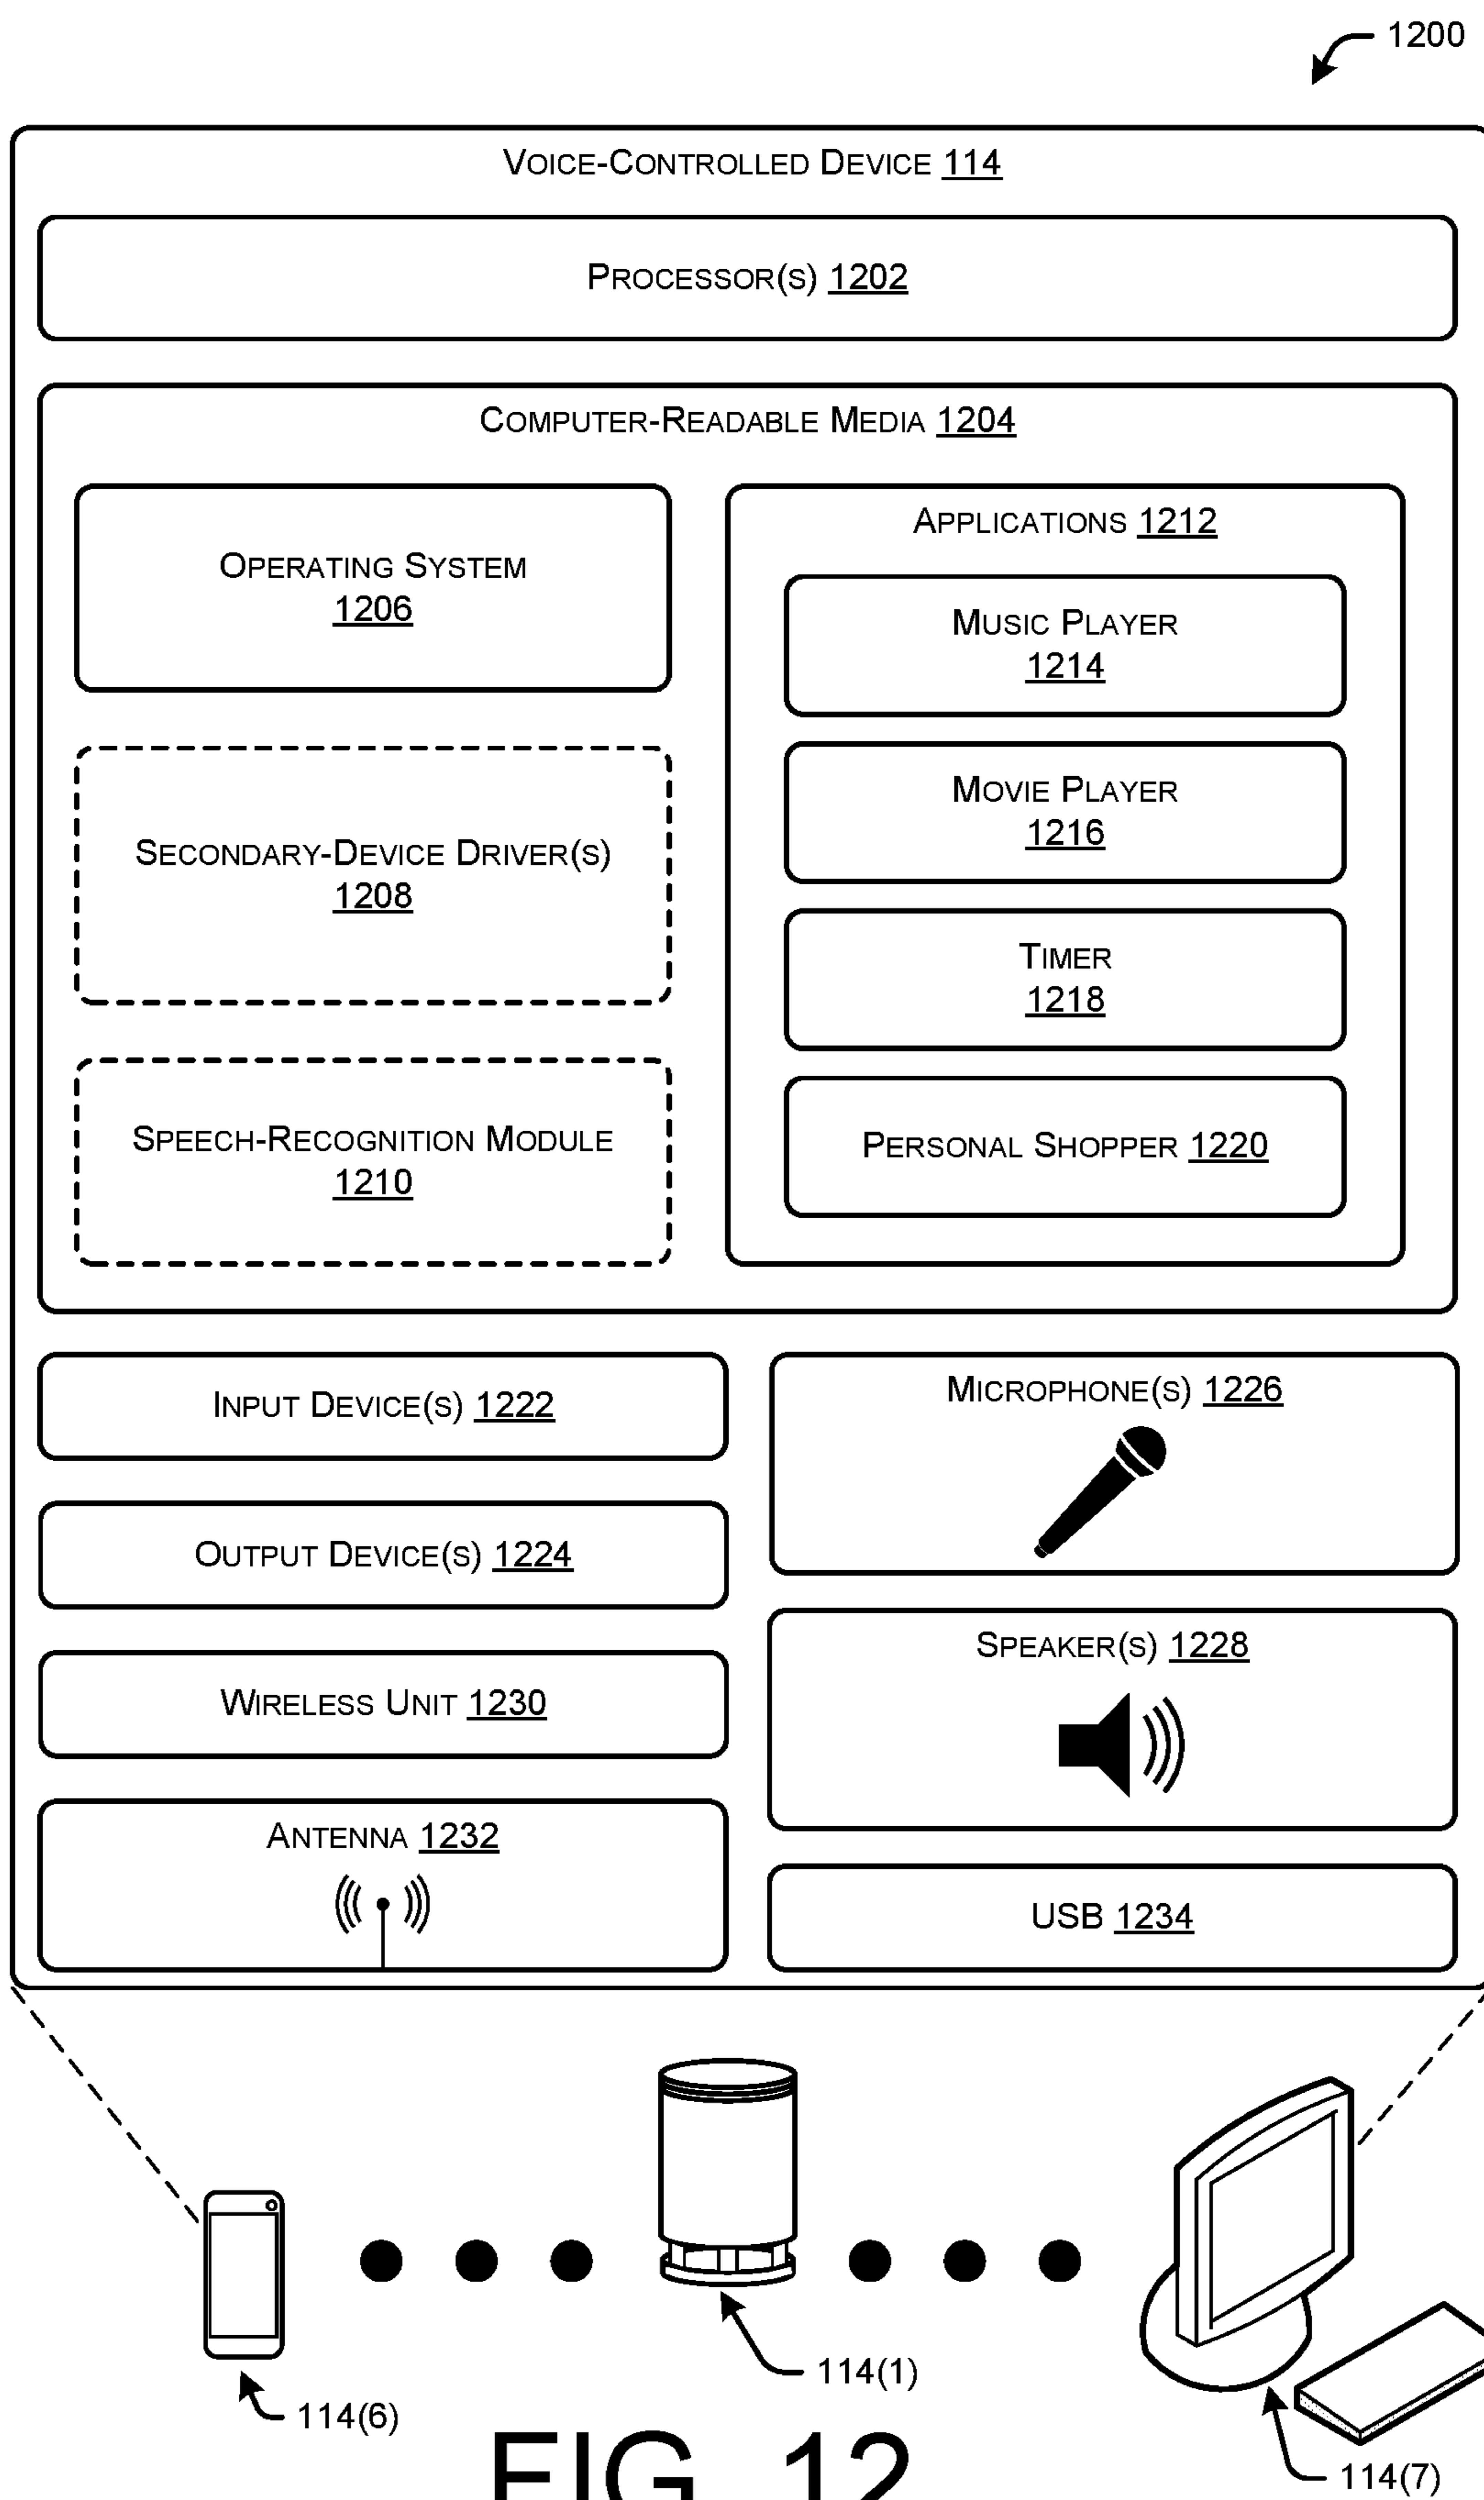 1200
VOICE-CONTROLLED DEVICE 114
PROCESSOR(S) 1202
COMPUTER-READABLE MEDIA 1204
OPERATING SYSTEM
1206
SECONDARY-DEVICE DRIVER(S)
1208
SPEECH-RECOGNITION MODULE
1210
APPLICATIONS 1212
MUSIC PLAYER
1214
MOVIE PLAYER
1216
TIMER
1218
PERSONAL SHOPPER 1220
INPUT DEVICE(S) 1222
OUTPUT DEVICE(S) 1224
WIRELESS UNIT 1230
ANTENNA 1232
MICROPHONE(S) 1226
SPEAKER(S) 1228
USB 1234
114(6)
114(1)
114(7)
FIG. 12